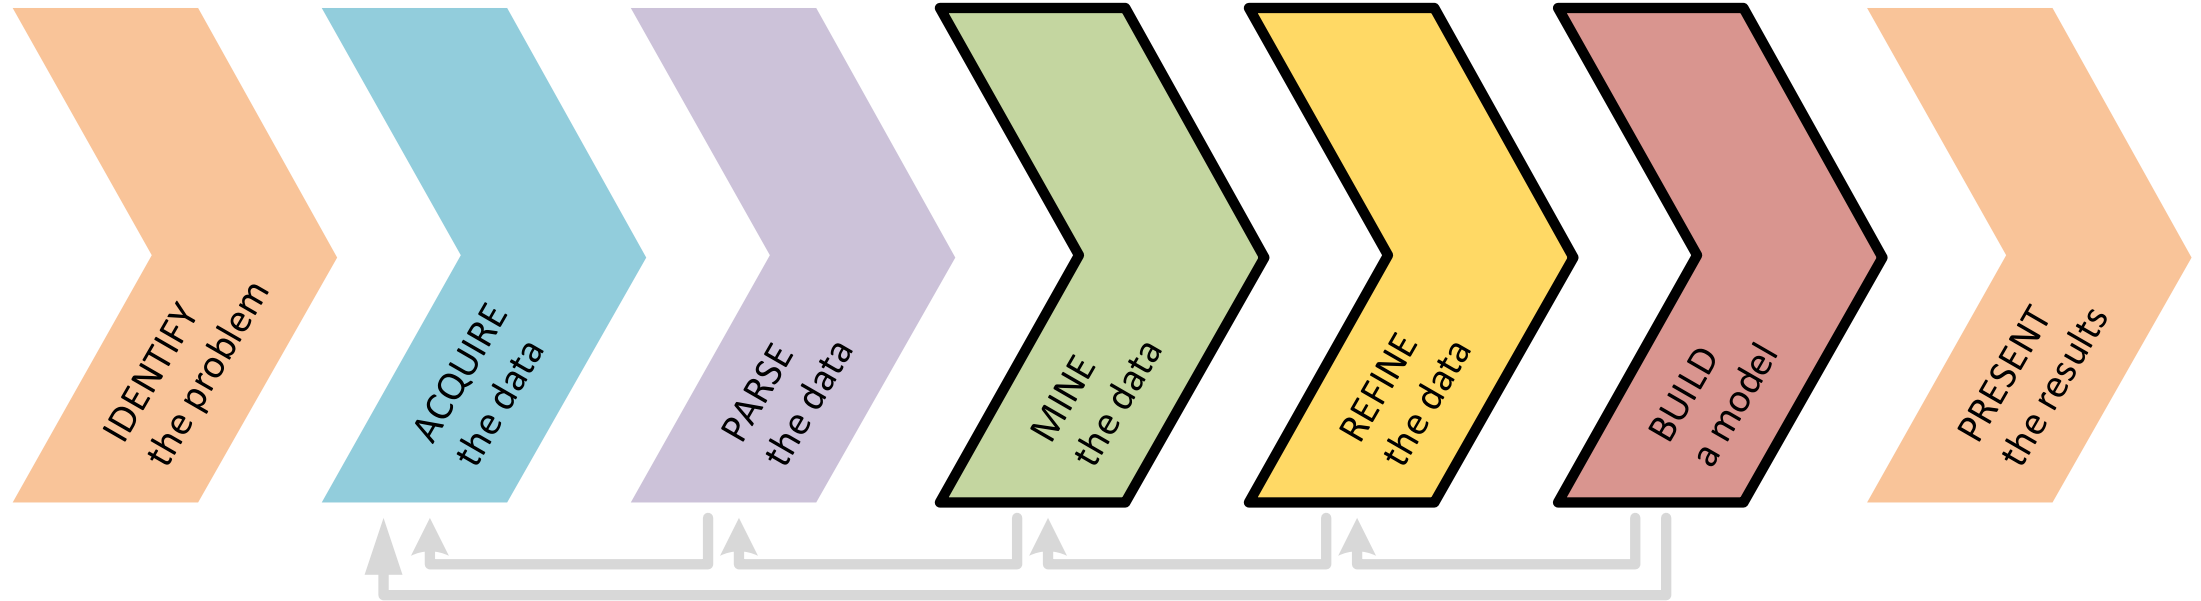 IDENTIFY
the problem
ACQUIRE
the data
PARSE
the data
MINE
the data
REFINE
the data
BUILD
a model
PRESENT
the results